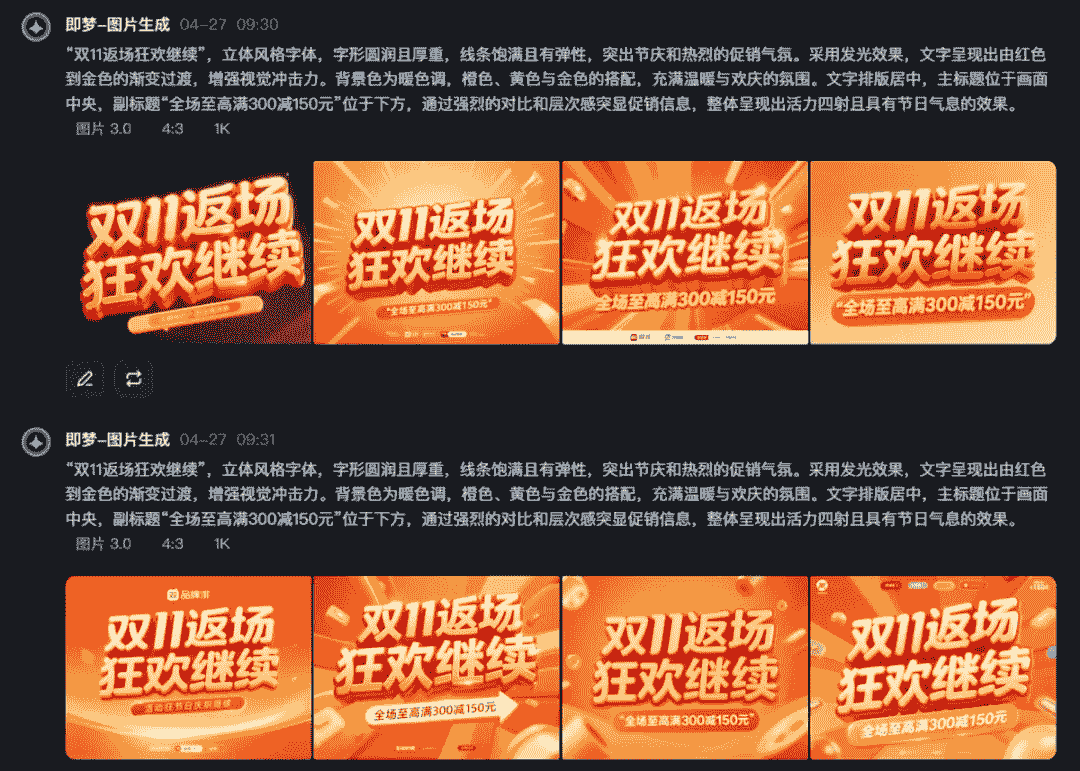 即梦-图片生成 04-27 09:30
“双11返场狂欢继续”，立体风格字体，字形圆润且厚重，线条饱满且有弹性，突出节庆和热烈的促销气氛。采用发光效果，文字呈现出由红色
到金色的渐变过渡，增强视觉冲击力。背景色为暖色调，橙色、黄色与金色的搭配，充满温暖与欢庆的氛围。文字排版居中，主标题位于画面
中央，副标题“全场至高满300减150元”位于下方，通过强烈的对比和层次感突显促销信息，整体呈现出活力四射且具有节日气息的效果。
图片 3.0 4:3 1K
双11返场
狂欢继续
双11返场
狂欢继续
“全场至高满300减150元”
双11返场
狂欢继续
全场至高满300减150元
双11返场
狂欢继续
“全场至高满300减150元”
即梦-图片生成 04-27 09:31
“双11返场狂欢继续”，立体风格字体，字形圆润且厚重，线条饱满且有弹性，突出节庆和热烈的促销气氛。采用发光效果，文字呈现出由红色
到金色的渐变过渡，增强视觉冲击力。背景色为暖色调，橙色、黄色与金色的搭配，充满温暖与欢庆的氛围。文字排版居中，主标题位于画面
中央，副标题“全场至高满300减150元”位于下方，通过强烈的对比和层次感突显促销信息，整体呈现出活力四射且具有节日气息的效果。
图片 3.0 4:3 1K
双11返场
狂欢继续
双11返场
狂欢继续
全场至高满300减150元
双11返场
狂欢继续
“全场至高满300减150元”
双11返场
狂欢继续
全场至高满300减150元